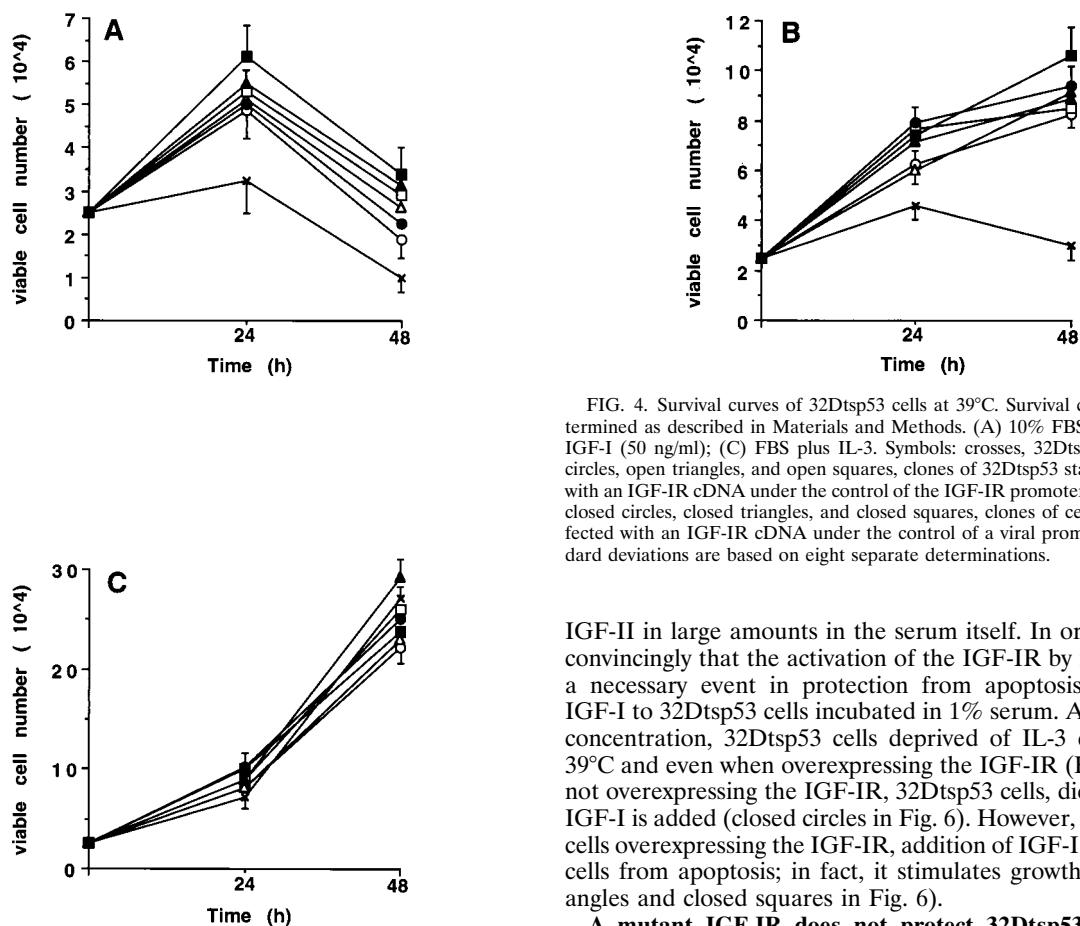 A
7
6
5
4
3
2
1
0
viable cell number ( 10^4)
24
48
Time (h)
B
12
10
8
6
4
2
0
viable cell number ( .10^4)
24
48
Time (h)
FIG. 4. Survival curves of 32Dtsp53 cells at 39°C. Survival
termined as described in Materials and Methods. (A) 10% FBS
IGF-I (50 ng/ml); (C) FBS plus IL-3. Symbols: crosses, 32Dts
circles, open triangles, and open squares, clones of 32Dtsp53 sta
with an IGF-IR cDNA under the control of the IGF-IR promoter
closed circles, closed triangles, and closed squares, clones of ce
fected with an IGF-IR cDNA under the control of a viral prom
dard deviations are based on eight separate determinations.
C
30
20
10
0
viable cell number ( 10^4)
24
48
Time (h)
IGF-II in large amounts in the serum itself. In or
convincingly that the activation of the IGF-IR by
a necessary event in protection from apoptosis
IGF-I to 32Dtsp53 cells incubated in 1% serum. A
concentration, 32Dtsp53 cells deprived of IL-3
39°C and even when overexpressing the IGF-IR (
not overexpressing the IGF-IR, 32Dtsp53 cells, di
IGF-I is added (closed circles in Fig. 6). However,
cells overexpressing the IGF-IR, addition of IGF-I
cells from apoptosis; in fact, it stimulates growth
angles and closed squares in Fig. 6).
A mutant IGF-IR does not protect 32Dtsp53